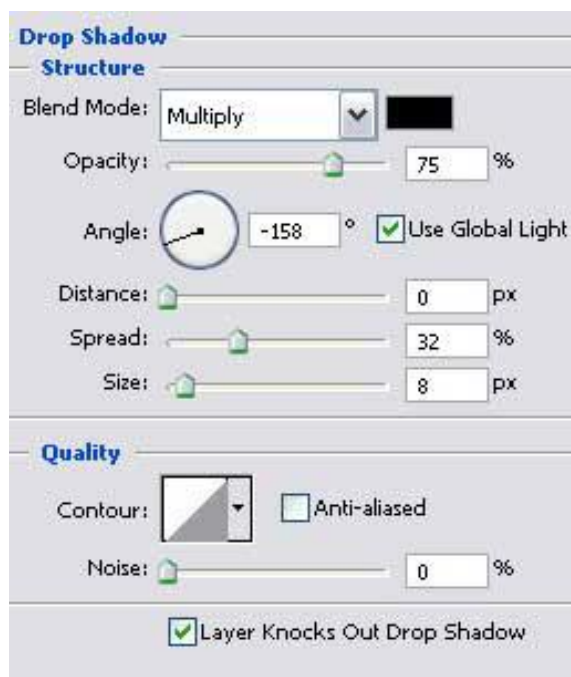 Drop Shadow
Structure
Blend Mode: Multiply
Opacity: 75 %
Angle: -158 ° Use Global Light
Distance: 0 px
Spread: 32 %
Size: 8 px
Quality
Contour: Anti-aliased
Noise: 0 %
Layer Knocks Out Drop Shadow